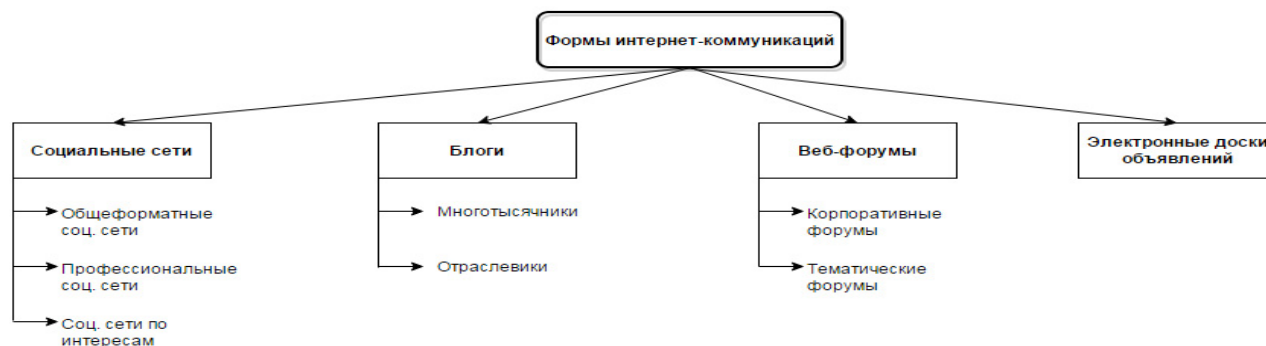 Формы интернет-коммуникаций
Социальные сети
Блоги
Веб-форумы
Электронные доски
объявлений
Общеформатные
соц. сети
Профессиональные
соц. сети
Соц. сети по
интересам
Многотысячники
Отраслевики
Корпоративные
форумы
Тематические
форумы